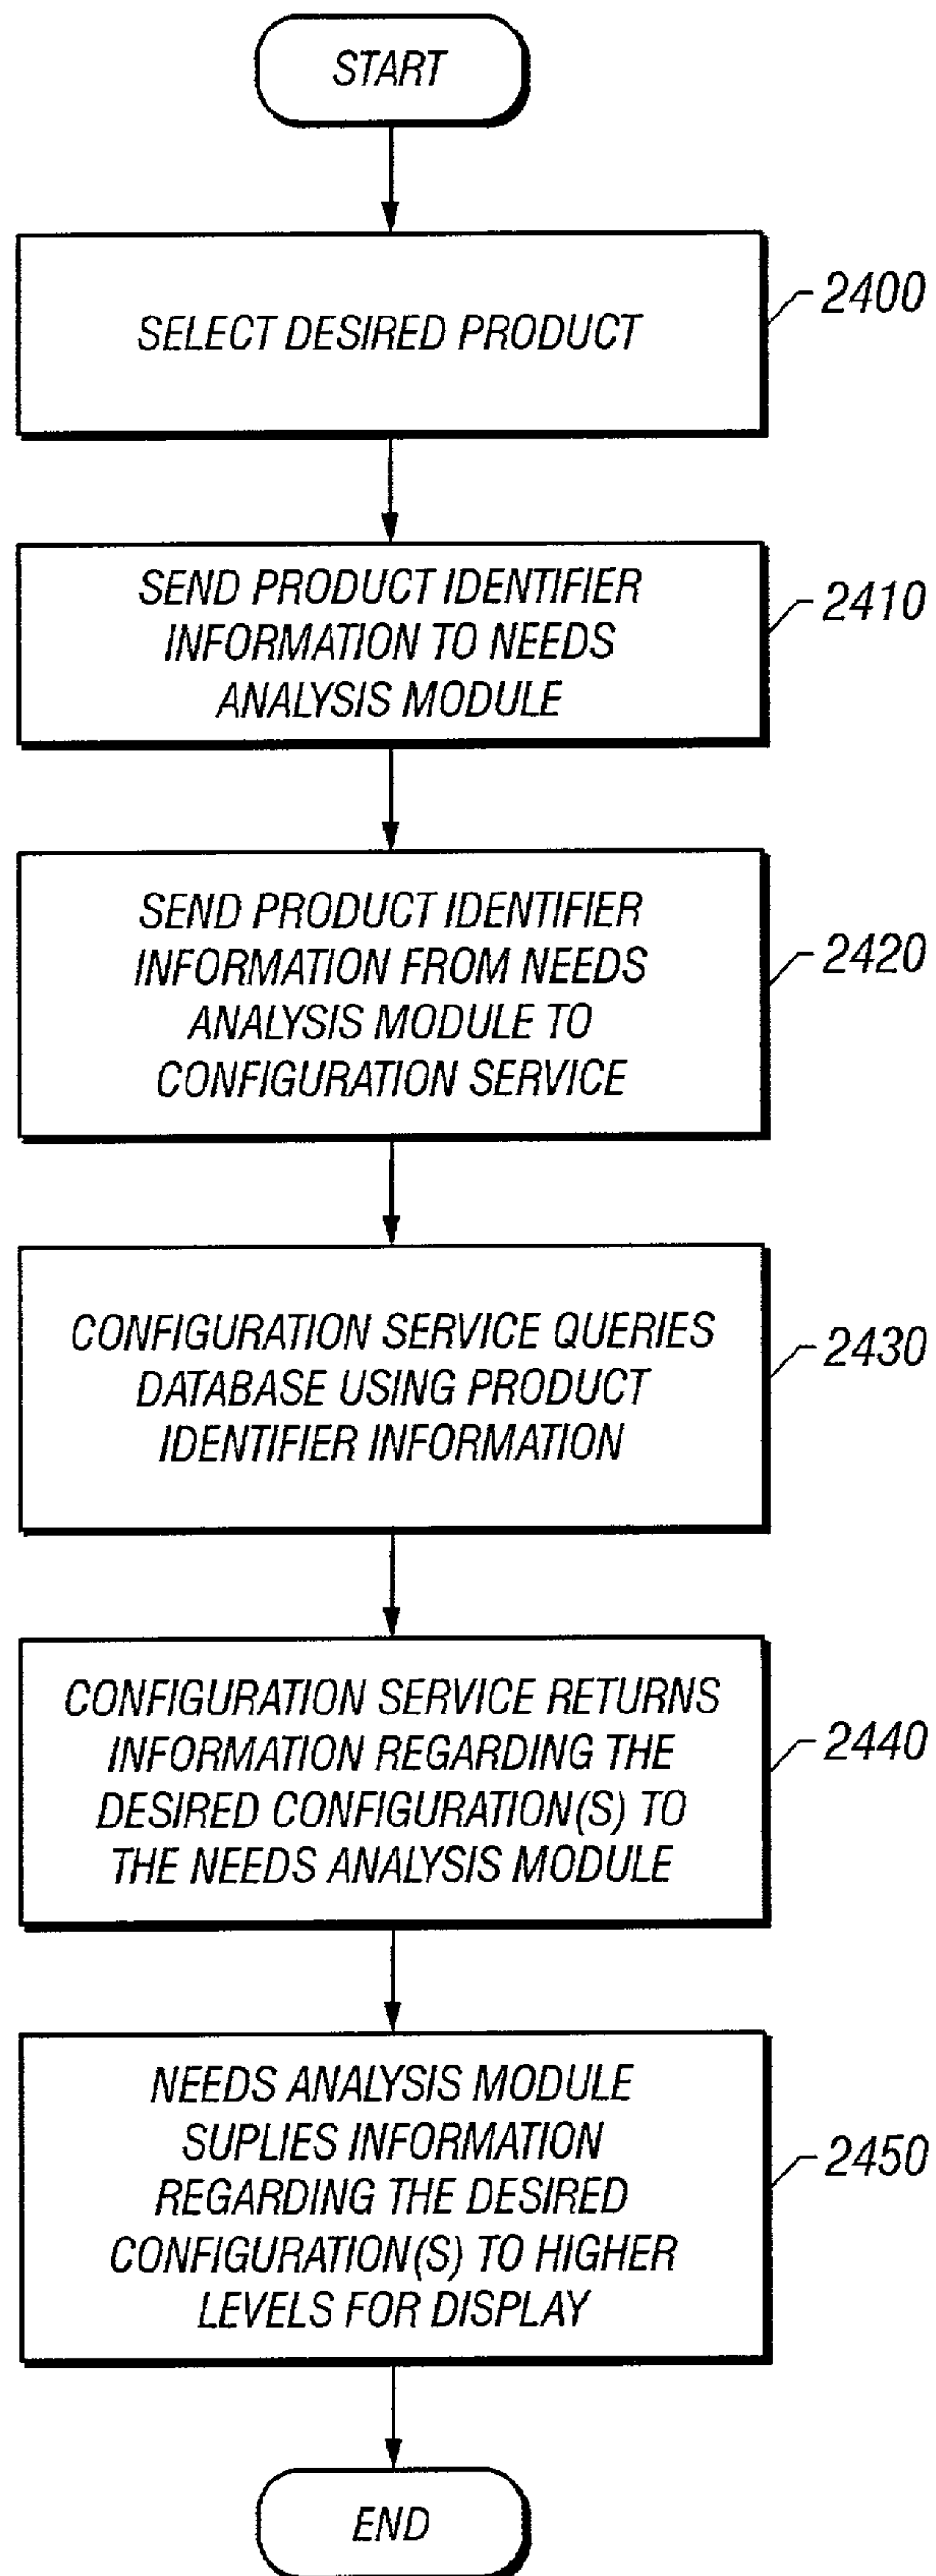 START
SELECT DESIRED PRODUCT
2400
SEND PRODUCT IDENTIFIER
INFORMATION TO NEEDS
ANALYSIS MODULE
2410
SEND PRODUCT IDENTIFIER
INFORMATION FROM NEEDS
ANALYSIS MODULE TO
CONFIGURATION SERVICE
2420
CONFIGURATION SERVICE QUERIES
DATABASE USING PRODUCT
IDENTIFIER INFORMATION
2430
CONFIGURATION SERVICE RETURNS
INFORMATION REGARDING THE
DESIRED CONFIGURATION(S) TO
THE NEEDS ANALYSIS MODULE
2440
NEEDS ANALYSIS MODULE
SUPLIES INFORMATION
REGARDING THE DESIRED
CONFIGURATION(S) TO HIGHER
LEVELS FOR DISPLAY
2450
END